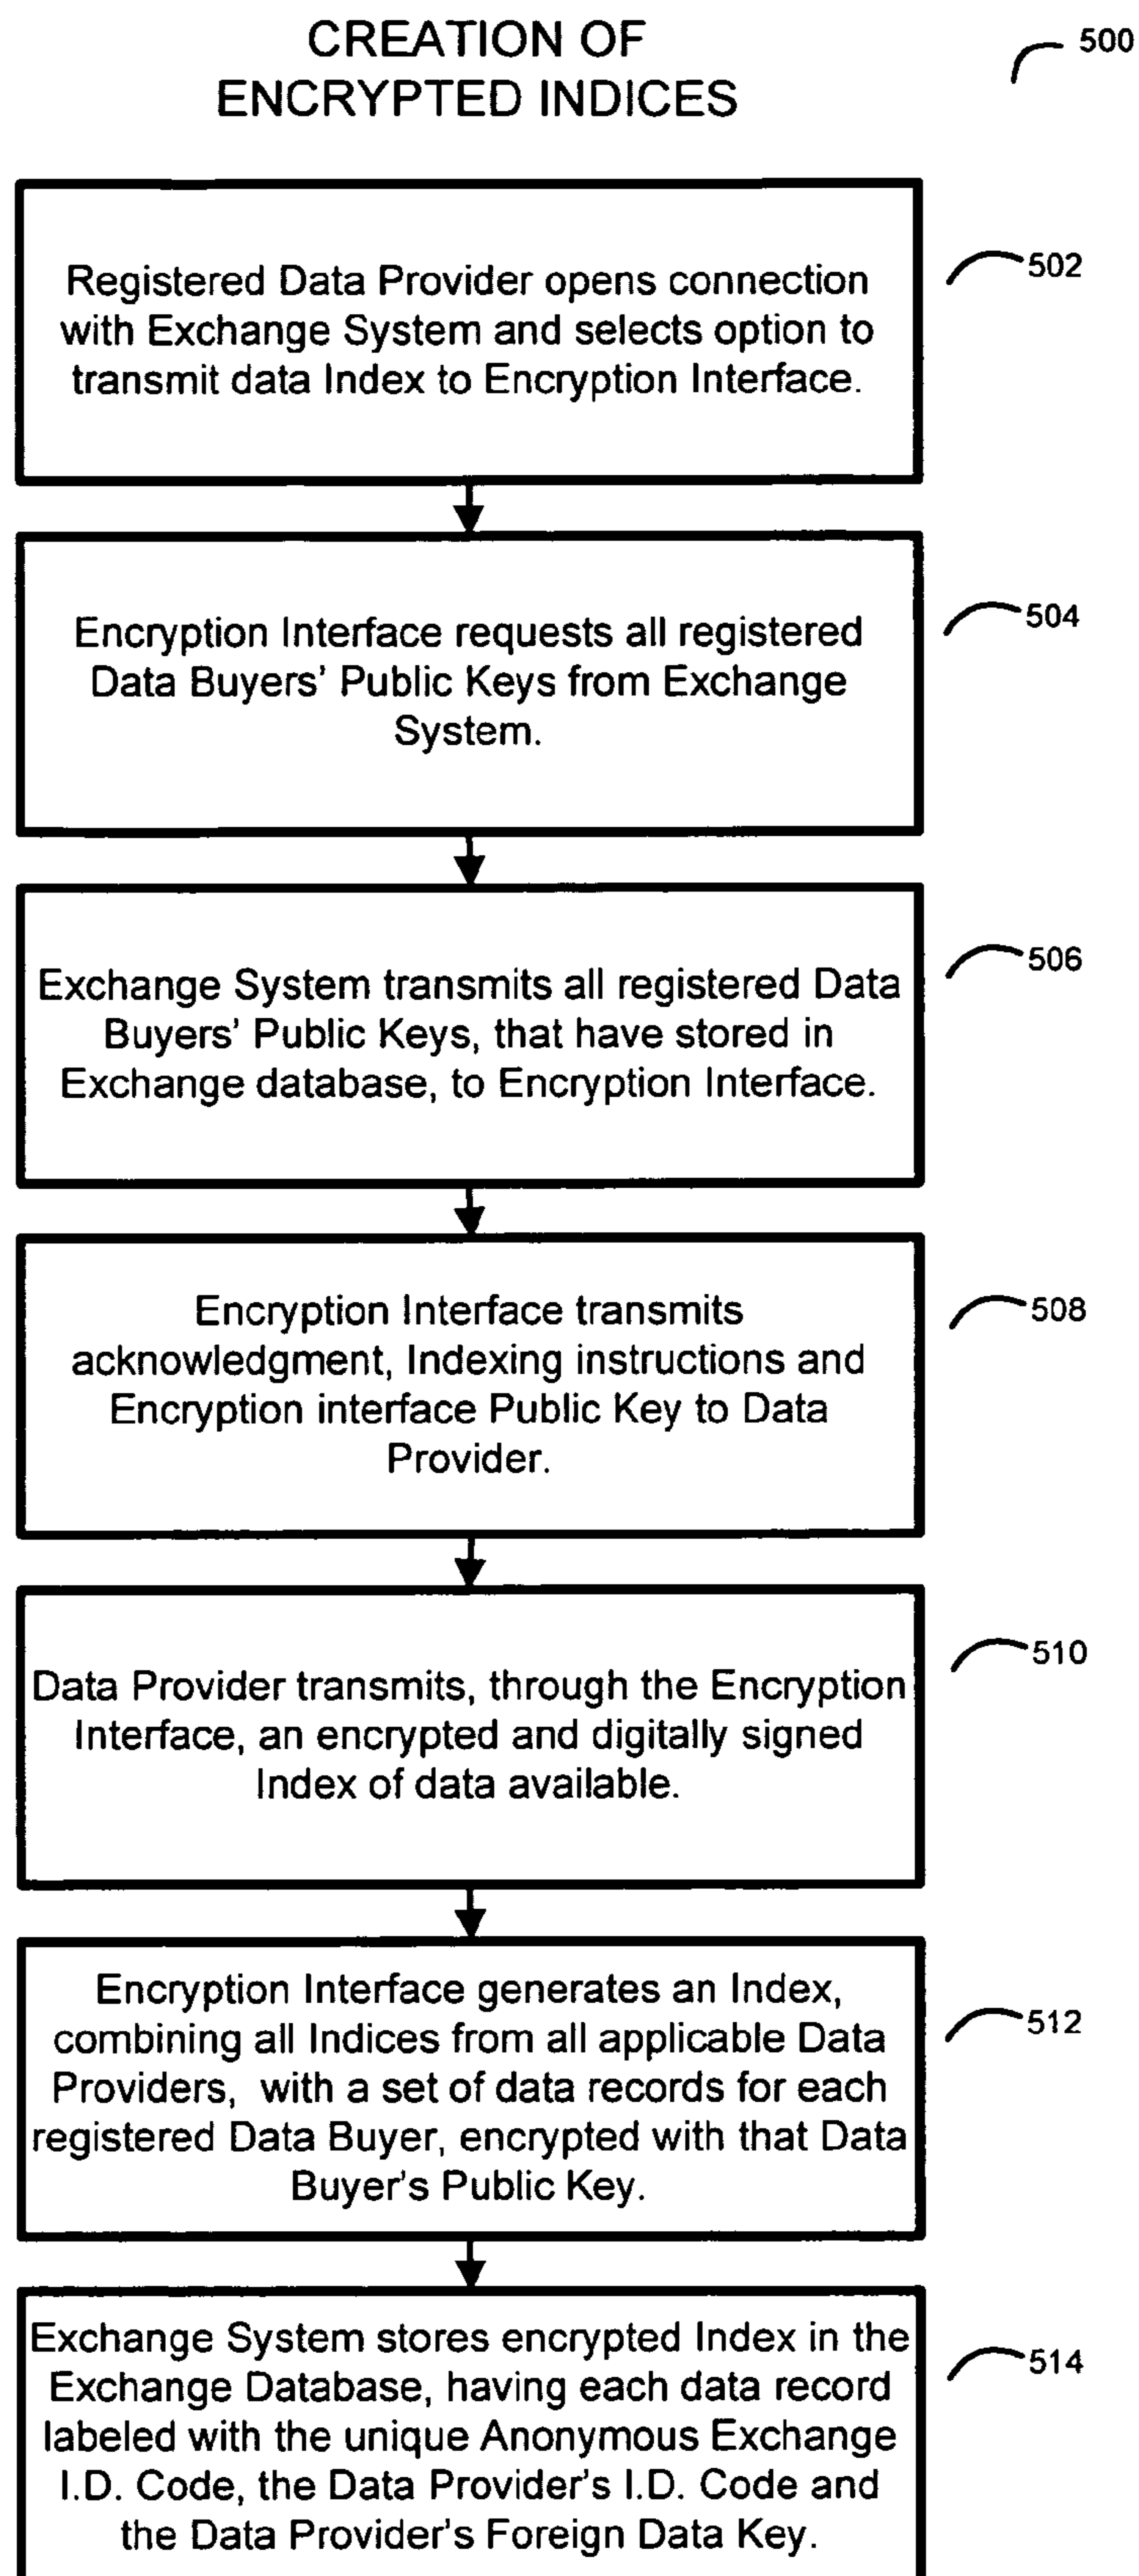 CREATION OF
ENCRYPTED INDICES
500
Registered Data Provider opens connection
with Exchange System and selects option to
transmit data Index to Encryption Interface.
502
Encryption Interface requests all registered
Data Buyers' Public Keys from Exchange
System.
504
Exchange System transmits all registered Data
Buyers' Public Keys, that have stored in
Exchange database, to Encryption Interface.
506
Encryption Interface transmits
acknowledgment, Indexing instructions and
Encryption interface Public Key to Data
Provider.
508
Data Provider transmits, through the Encryption
Interface, an encrypted and digitally signed
Index of data available.
510
Encryption Interface generates an Index,
combining all Indices from all applicable Data
Providers, with a set of data records for each
registered Data Buyer, encrypted with that Data
Buyer's Public Key.
512
Exchange System stores encrypted Index in the
Exchange Database, having each data record
labeled with the unique Anonymous Exchange
I.D. Code, the Data Provider's I.D. Code and
the Data Provider's Foreign Data Key.
514